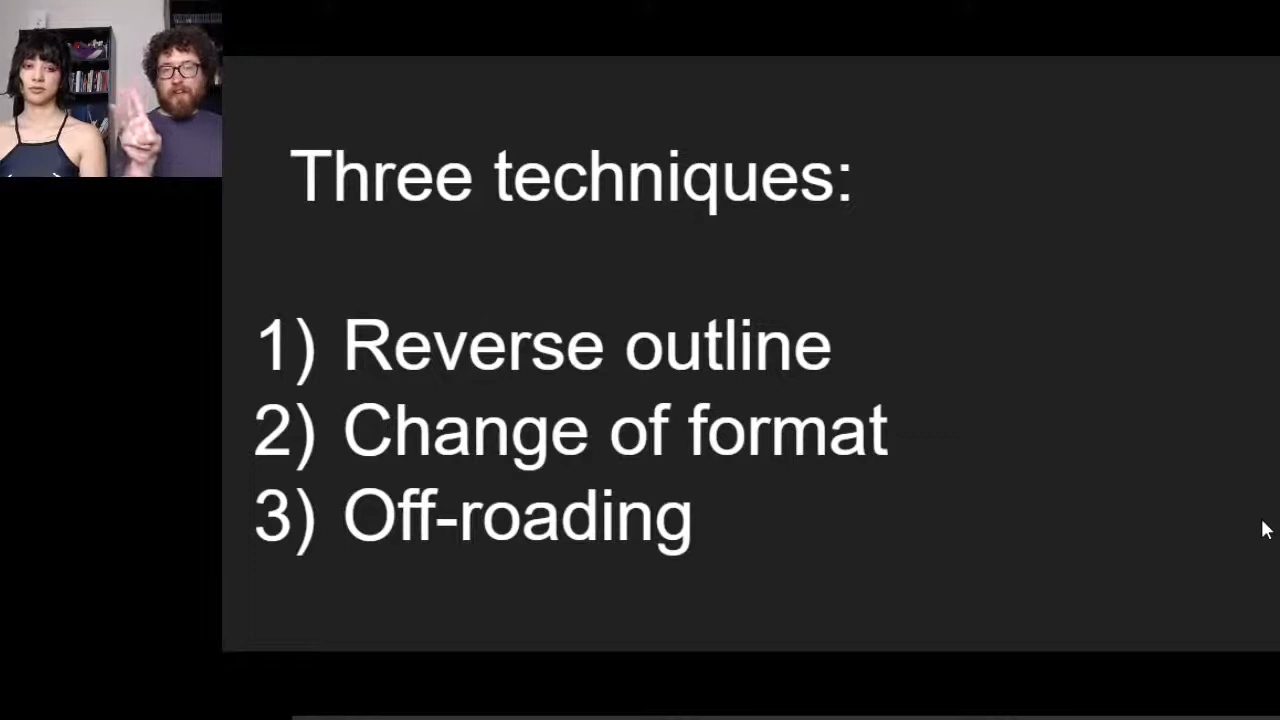 Three techniques:
1) Reverse outline
2) Change of format
3) Off-roading